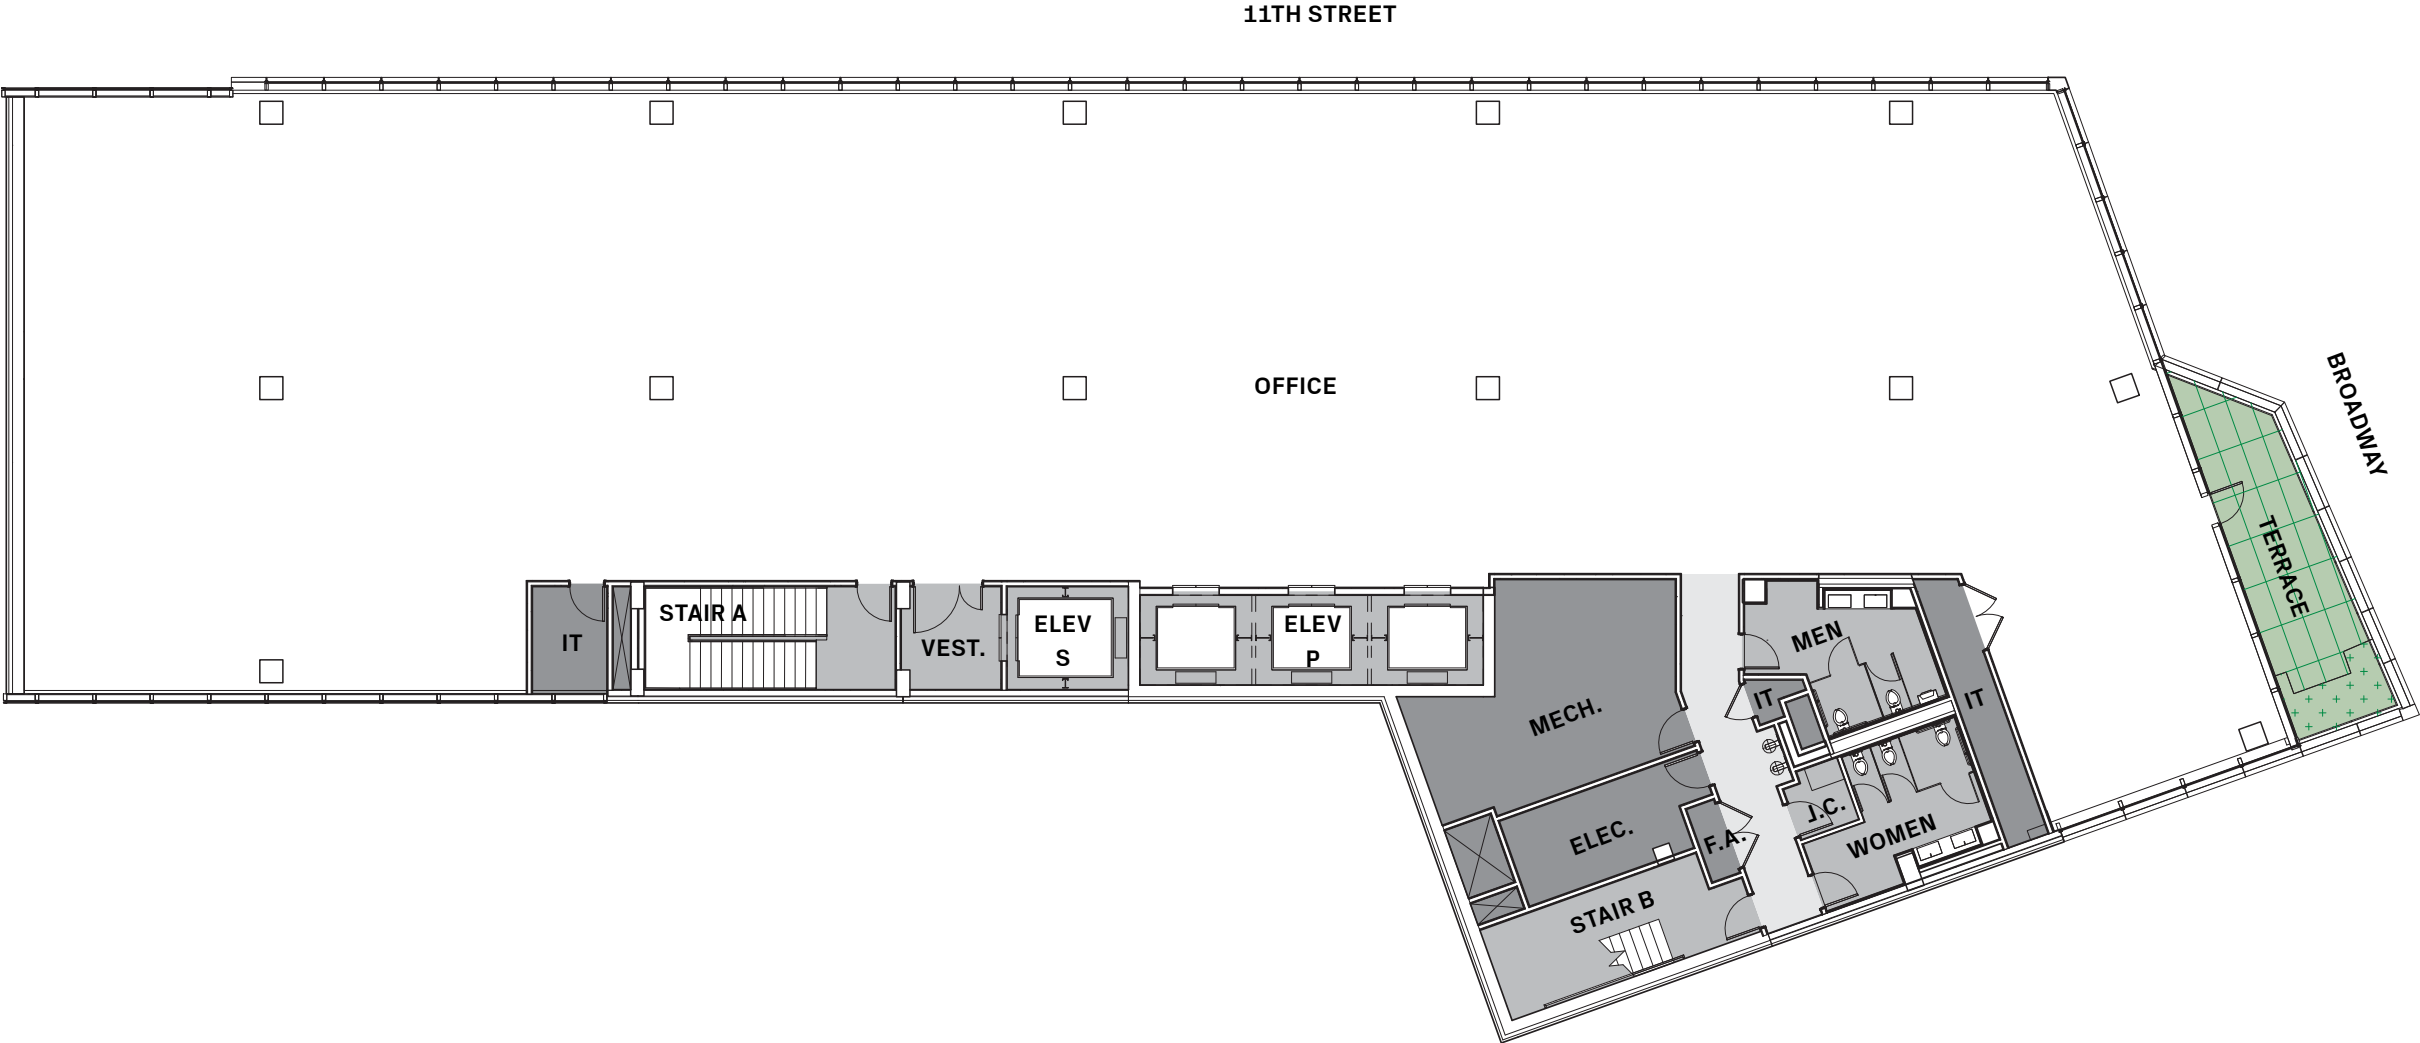 11TH STREET
BROADWAY
OFFICE
TERRACE
STAIR A
IT
VEST.
ELEV
S
ELEV
P
MEN
IT
IT
MECH.
J.C.
ELEC.
F.A.
WOMEN
STAIR B